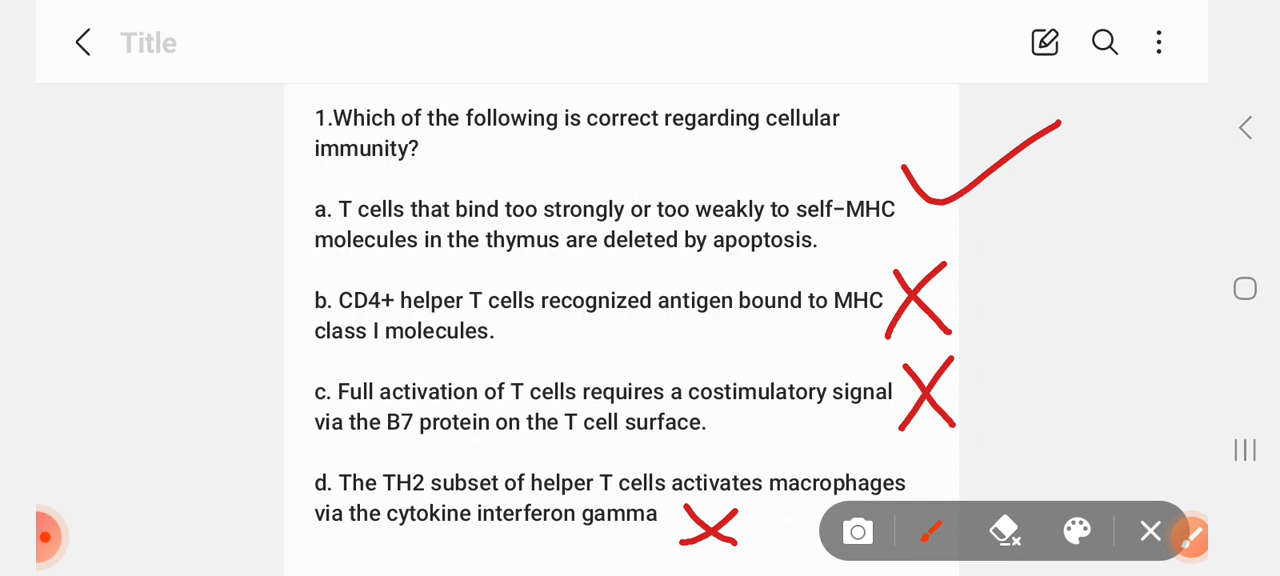 Title
1.Which of the following is correct regarding cellular
immunity?
a. T cells that bind too strongly or too weakly to self-MHC
molecules in the thymus are deleted by apoptosis.
b. CD4+ helper T cells recognized antigen bound to MHC
class I molecules.
c. Full activation of T cells requires a costimulatory signal
via the B7 protein on the T cell surface.
d. The TH2 subset of helper T cells activates macrophages
via the cytokine interferon gamma